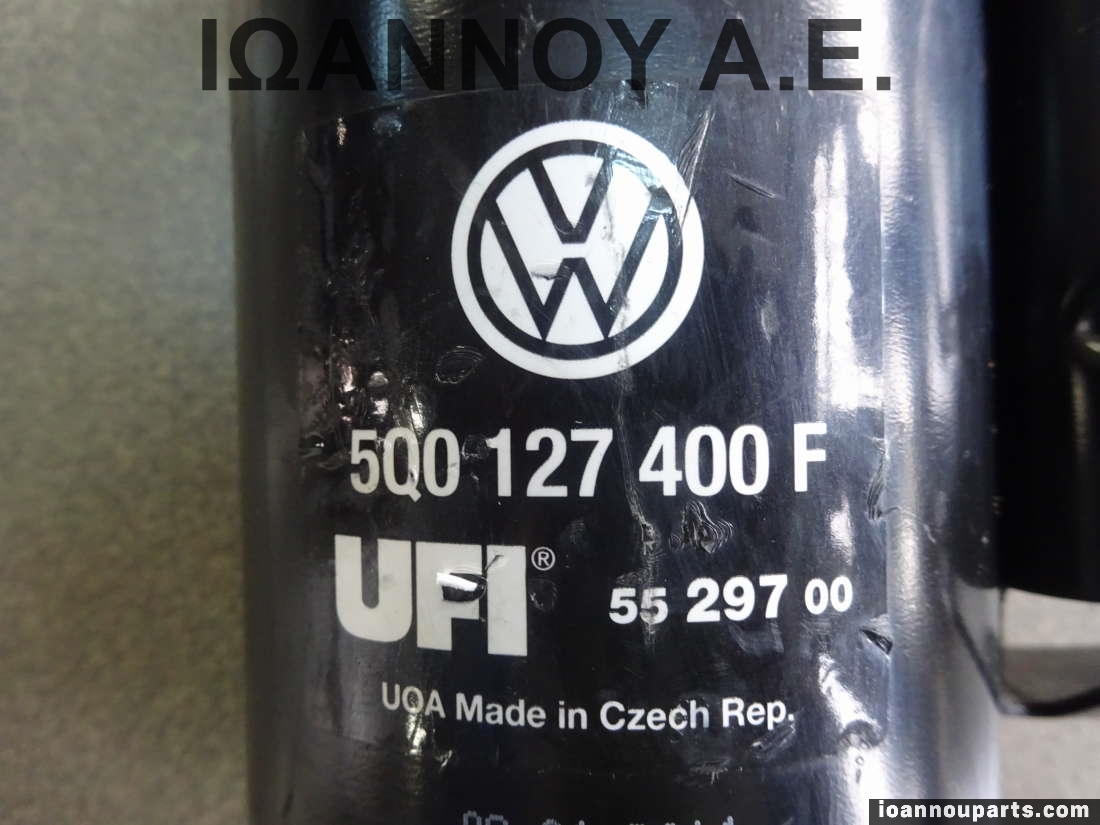 ΙΩΑΝΝΟΥ Α.Ε.
5Q0 127 400 F
UFI®
55 297 00
UQA Made in Czech Rep.
ioannouparts.com